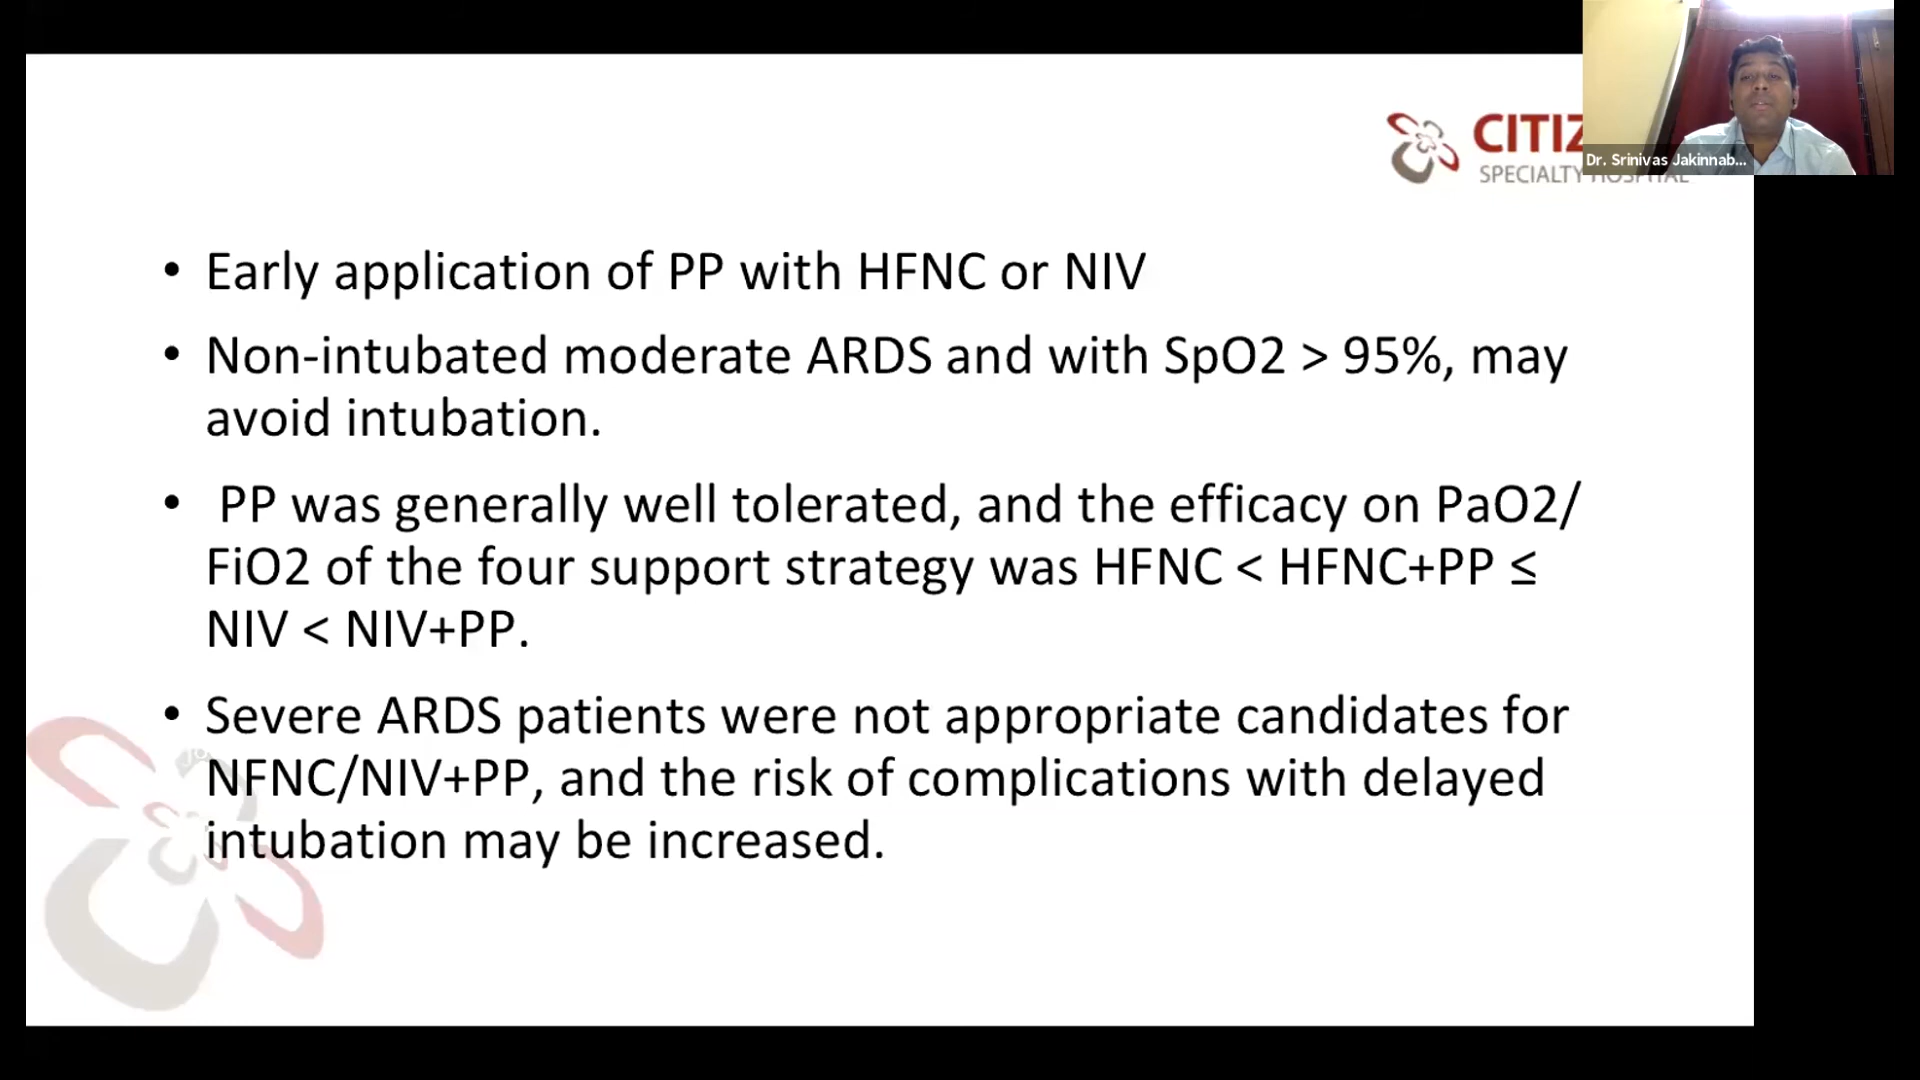 CITIZ
SPECIALTY HOSPITAL
Dr. Srinivas Jakinnab...
• Early application of PP with HFNC or NIV
• Non-intubated moderate ARDS and with SpO2 > 95%, may
avoid intubation.
• PP was generally well tolerated, and the efficacy on PaO2/
FiO2 of the four support strategy was HFNC < HFNC+PP ≤
NIV < NIV+PP.
• Severe ARDS patients were not appropriate candidates for
NFNC/NIV+PP, and the risk of complications with delayed
intubation may be increased.